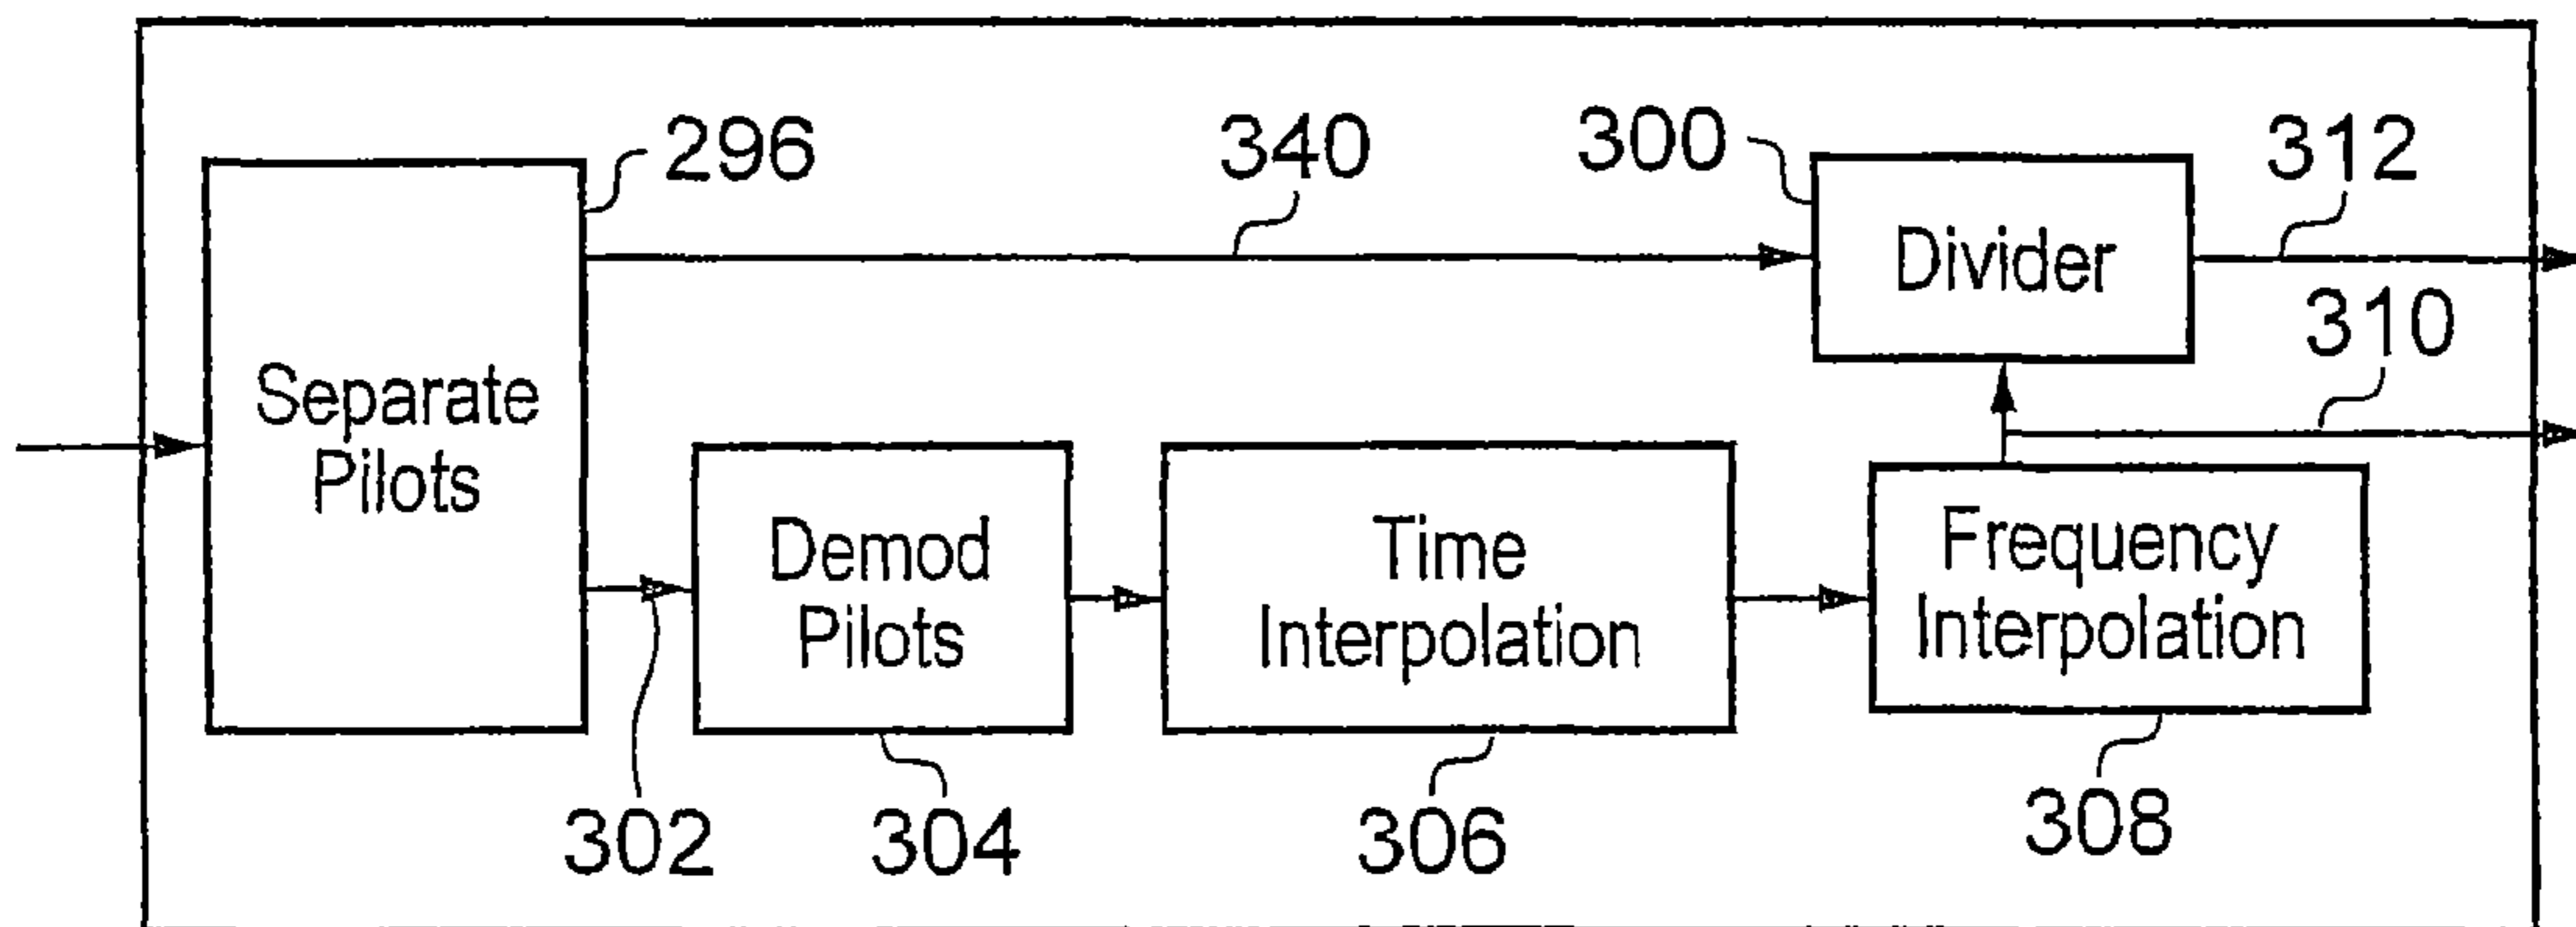 296
340
300
312
Divider
310
Separate
Pilots
Demod
Pilots
Time
Interpolation
Frequency
Interpolation
302
304
306
308